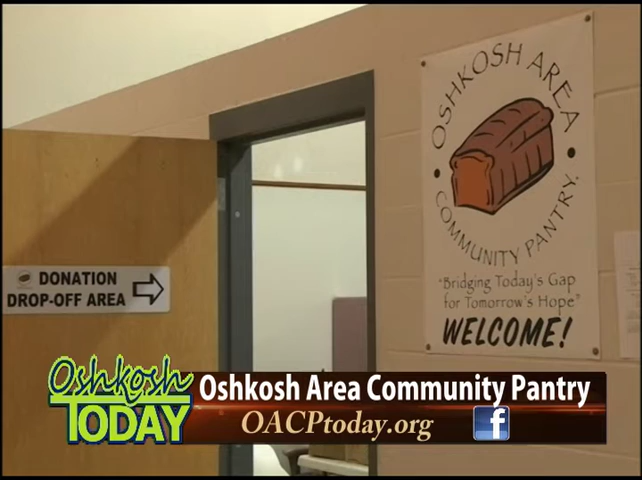 OSHKOSH AREA
COMMUNITY PANTRY.
"Bridging Today's Gap
for Tomorrow's Hope"
WELCOME!
DONATION
DROP-OFF AREA
Oshkosh
TODAY
Oshkosh Area Community Pantry
OACPtoday.org
f